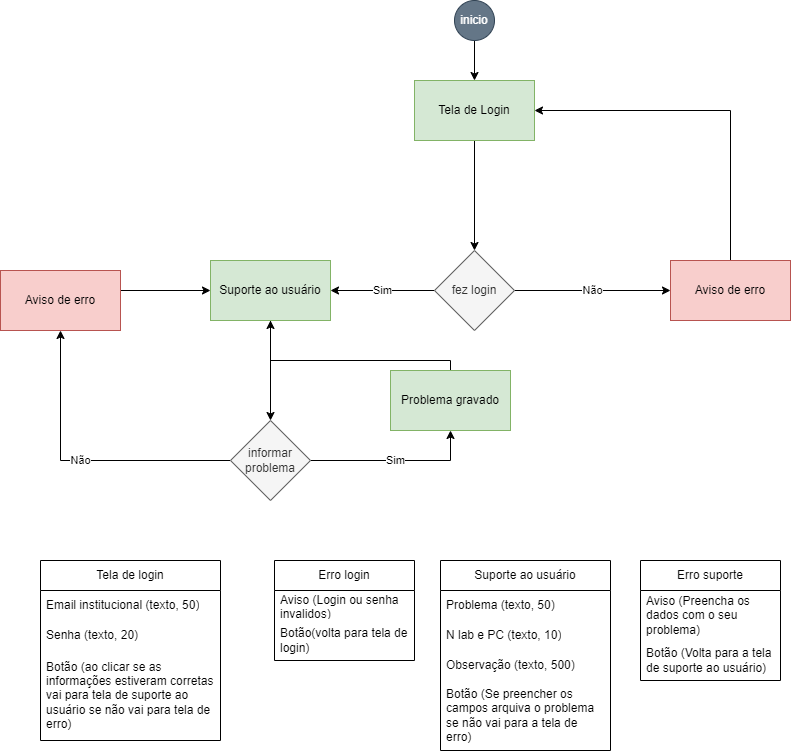 inicio
Tela de Login
fez login
Sim
Não
Aviso de erro
Suporte ao usuário
Aviso de erro
Problema gravado
informar
problema
Não
Sim
Tela de login
Email institucional (texto, 50)
Senha (texto, 20)
Botão (ao clicar se as
informações estiveram corretas
vai para tela de suporte ao
usuário se não vai para tela de
erro)
Erro login
Aviso (Login ou senha
invalidos)
Botão(volta para tela de
login)
Suporte ao usuário
Problema (texto, 50)
N lab e PC (texto, 10)
Observação (texto, 500)
Botão (Se preencher os
campos arquiva o problema
se não vai para a tela de
erro)
Erro suporte
Aviso (Preencha os
dados com o seu
problema)
Botão (Volta para a tela
de suporte ao usuário)